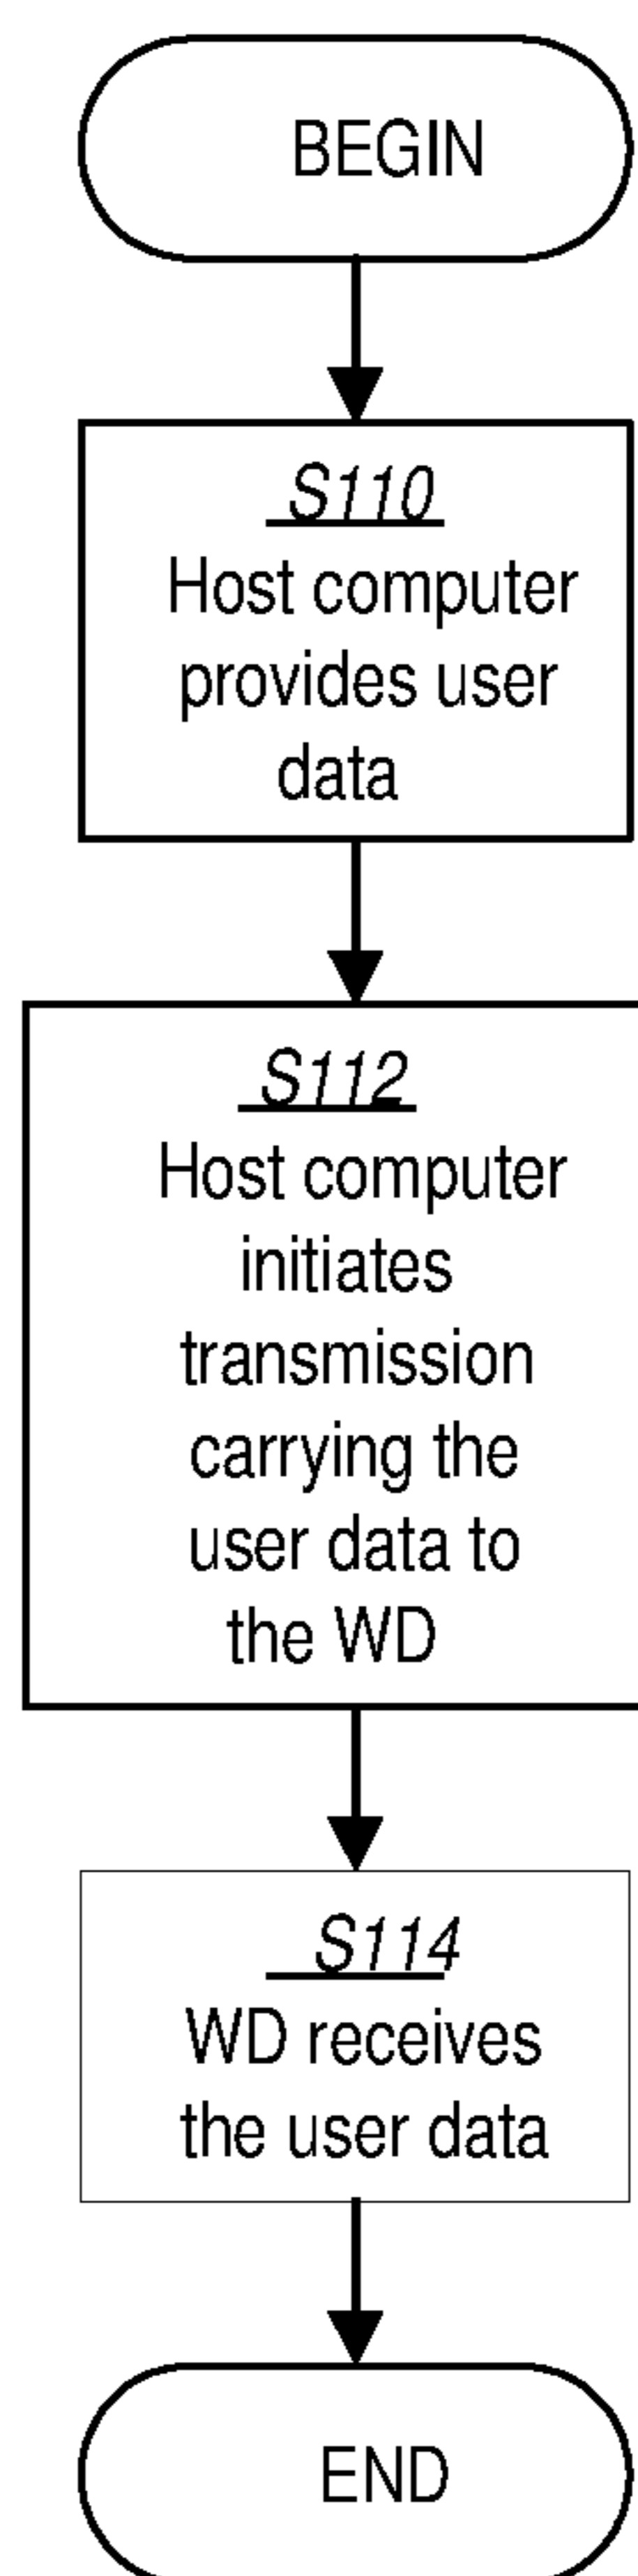 BEGIN
S110
Host computer
provides user
data
S112
Host computer
initiates
transmission
carrying the
user data to
the WD
S114
WD receives
the user data
END